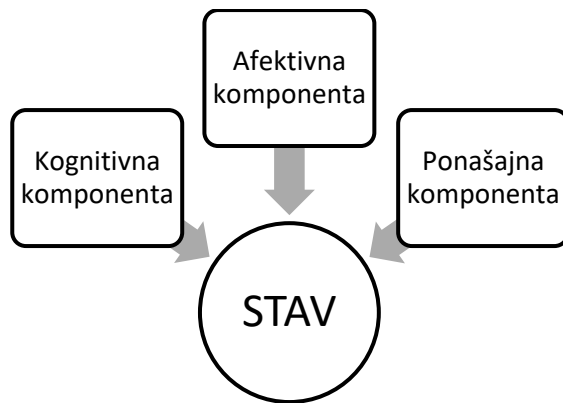 Afektivna
komponenta
Kognitivna
komponenta
Ponašajna
komponenta
STAV